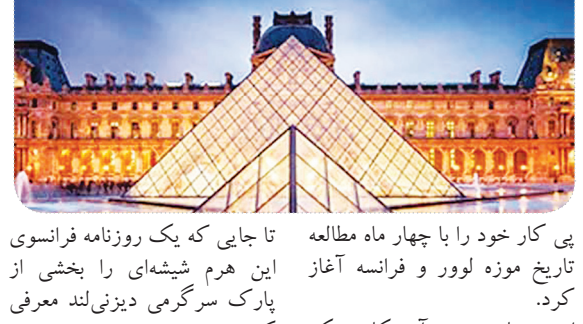 پی کار خود را با چهار ماه مطالعه
تاریخ موزه لوور و فرانسه آغاز
کرد.
تا جایی که یک روزنامه فرانسوی
این هرم شیشه‌ای را بخشی از
پارک سرگرمی دیزنی‌لند معرفی